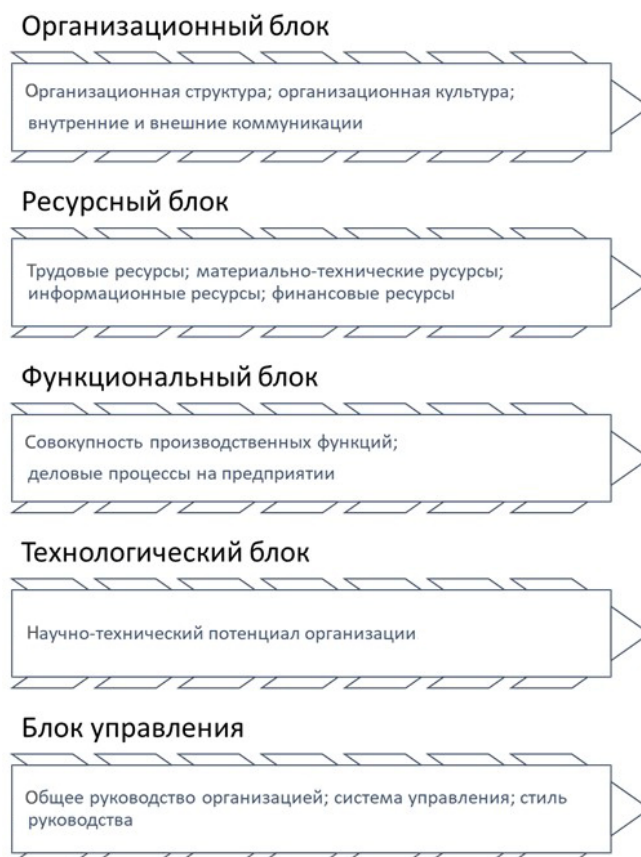 Организационный блок
Организационная структура; организационная культура;
внутренние и внешние коммуникации
Ресурсный блок
Трудовые ресурсы; материально-технические русурсы;
информационные ресурсы; финансовые ресурсы
Функциональный блок
Совокупность производственных функций;
деловые процессы на предприятии
Технологический блок
Научно-технический потенциал организации
Блок управления
Общее руководство организацией; система управления; стиль
руководства